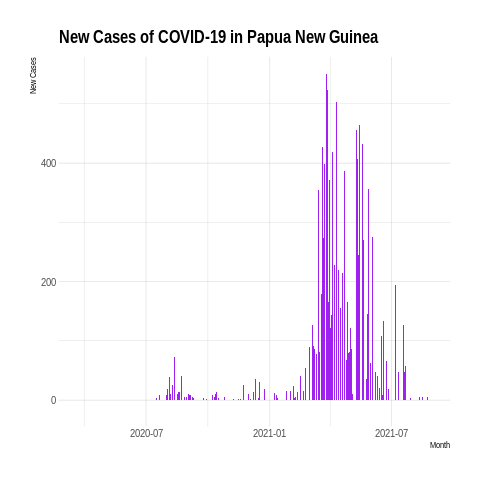 New Cases of COVID-19 in Papua New Guinea
New Cases
400
200
0
2020-07
2021-01
2021-07
Month